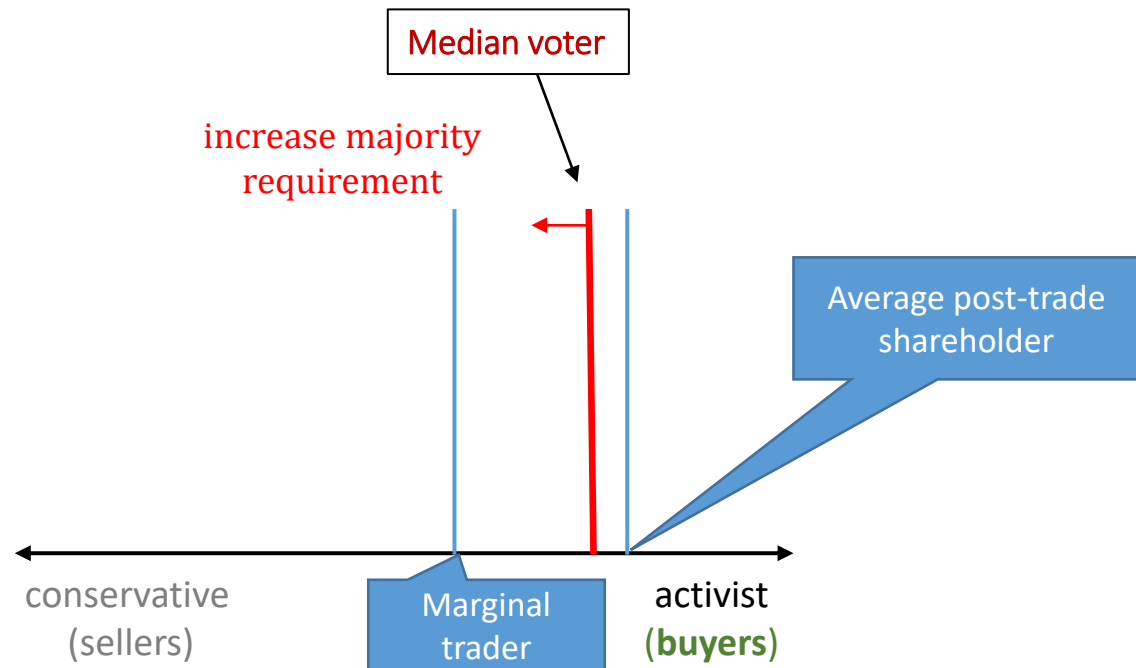 Median voter
increase majority
requirement
Average post-trade
shareholder
conservative
(sellers)
Marginal
trader
activist
(buyers)